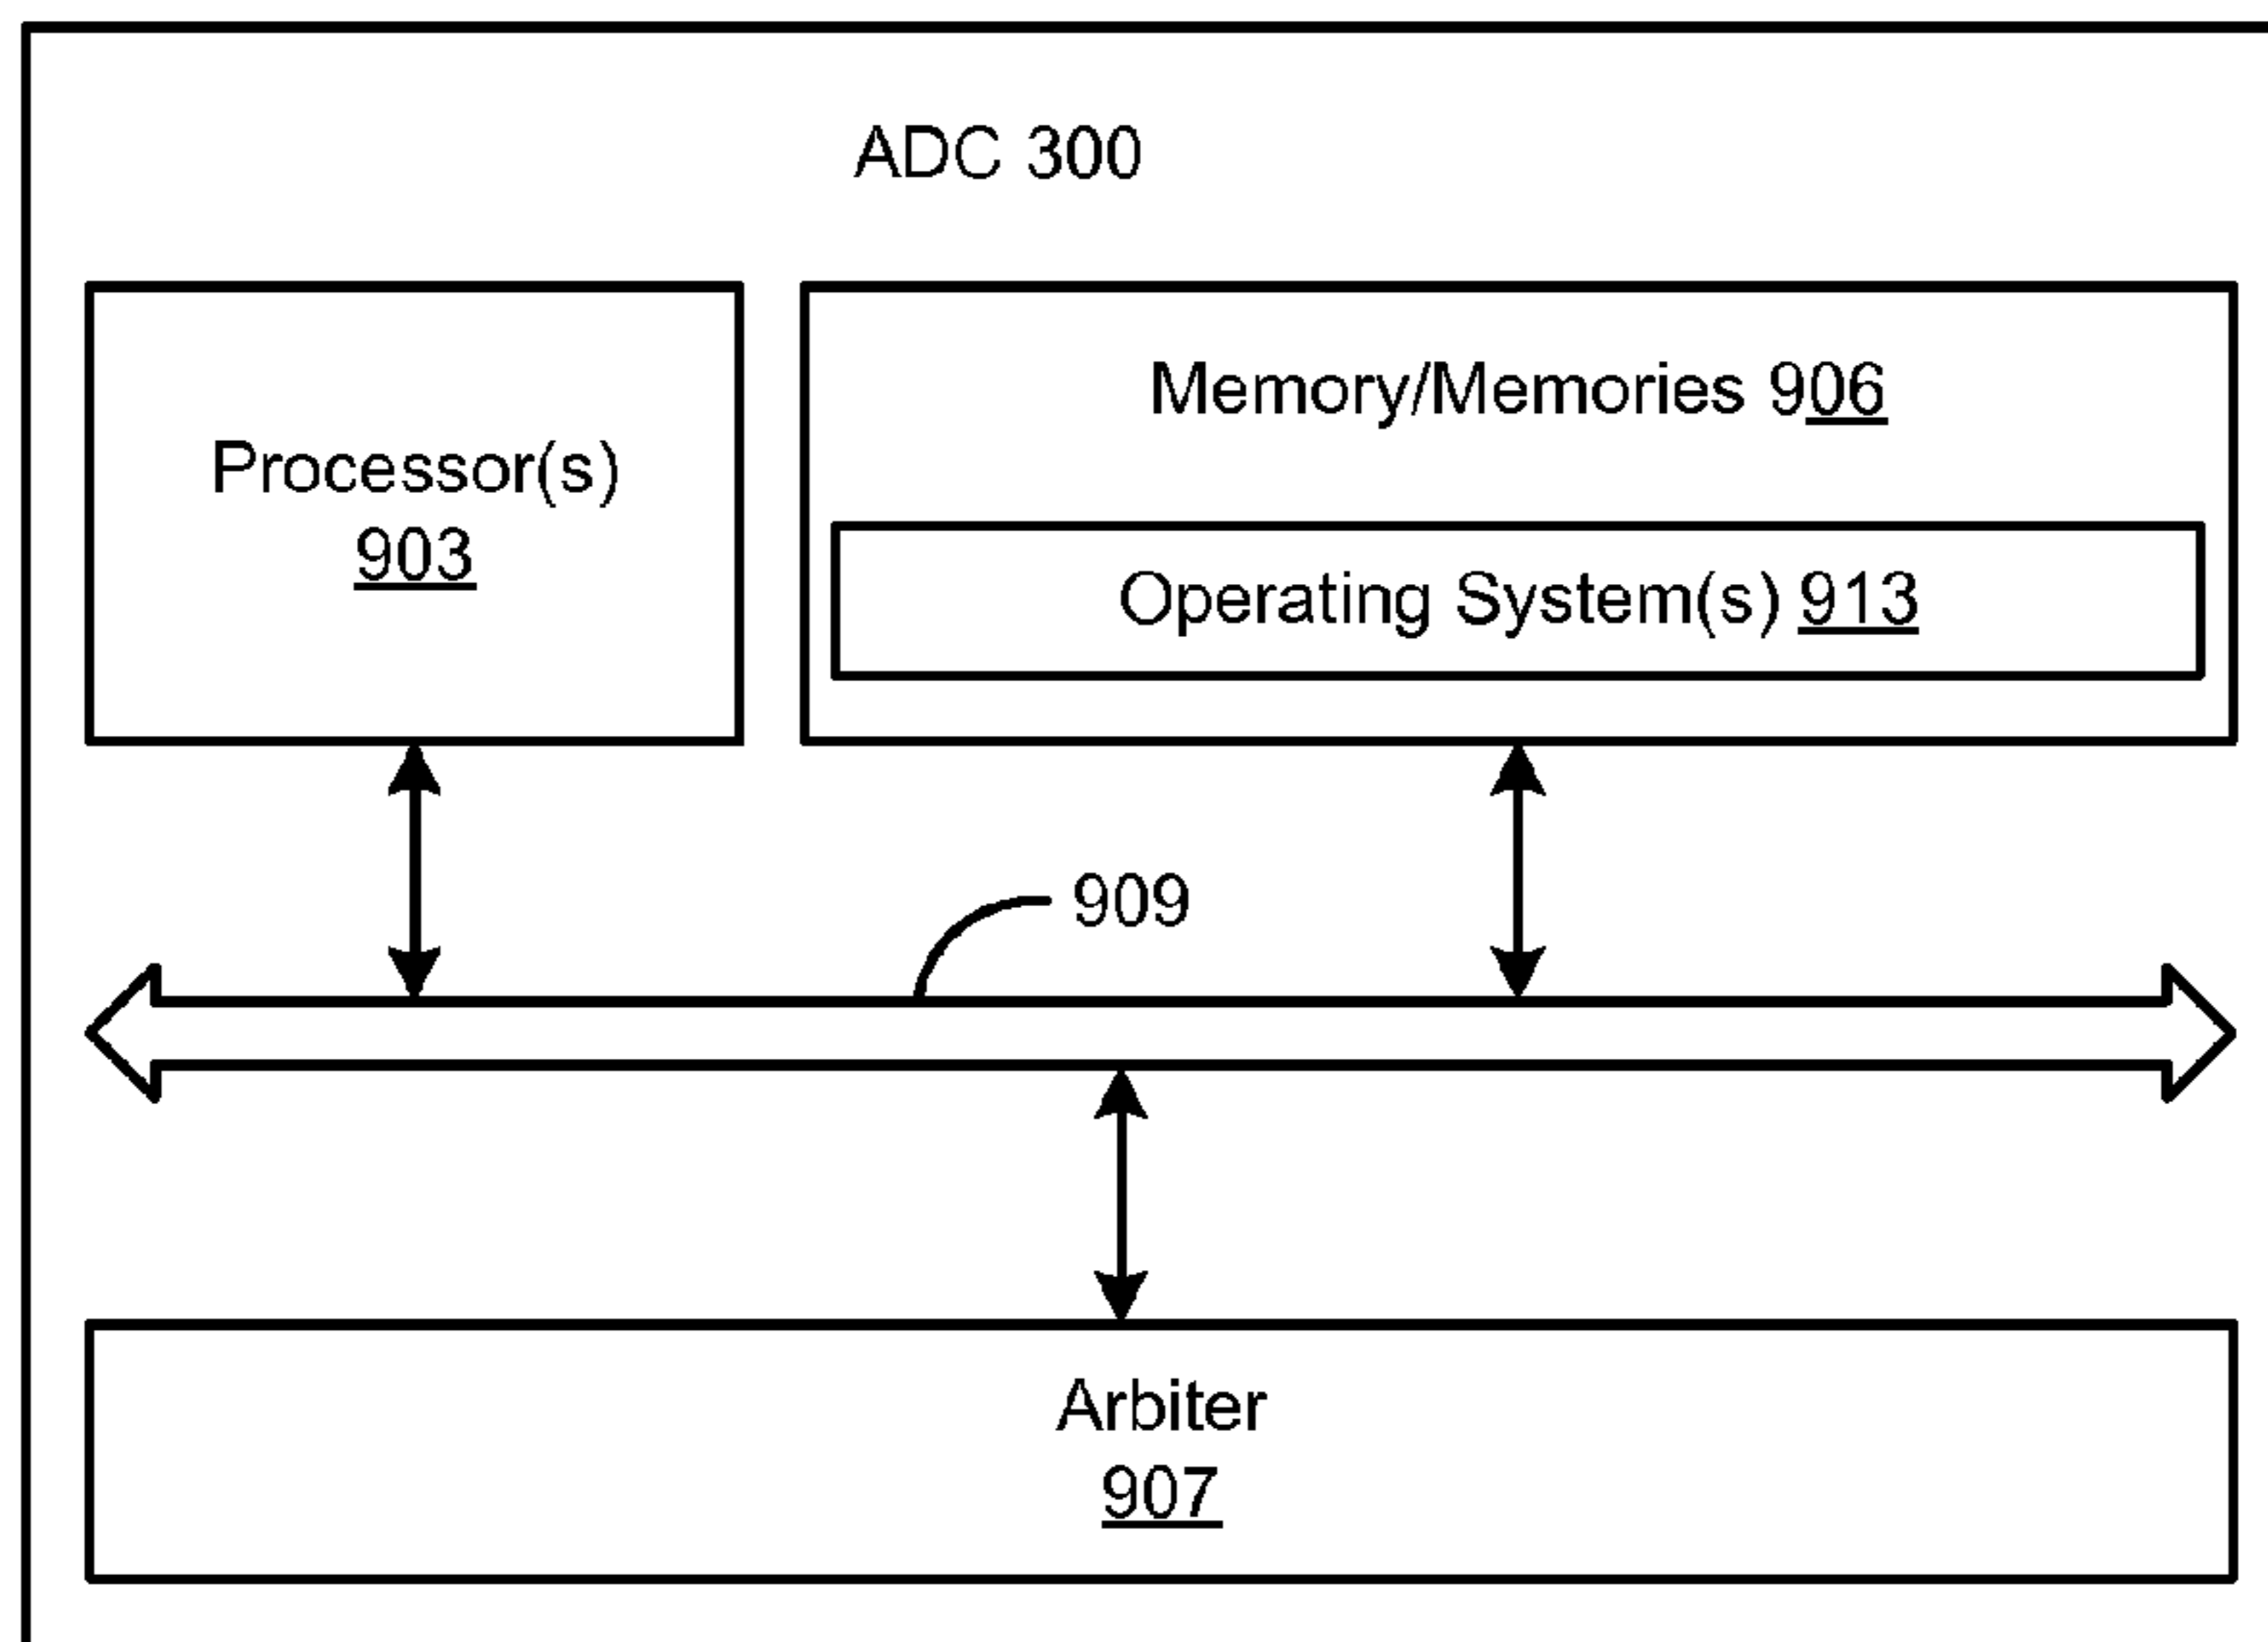 ADC 300
Processor(s)
903
Memory/Memories 906
Operating System(s) 913
909
Arbiter
907